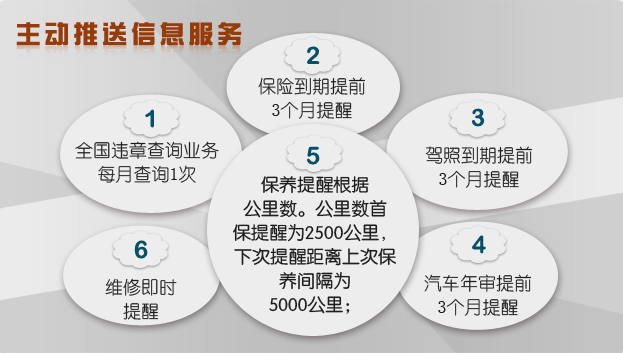 主动推送信息服务
1
全国违章查询业务
每月查询1次
2
保险到期提前
3个月提醒
3
驾照到期提前
3个月提醒
4
汽车年审提前
3个月提醒
5
保养提醒根据
公里数。公里数首
保提醒为2500公里，
下次提醒距离上次保
养间隔为
5000公里；
6
维修即时
提醒